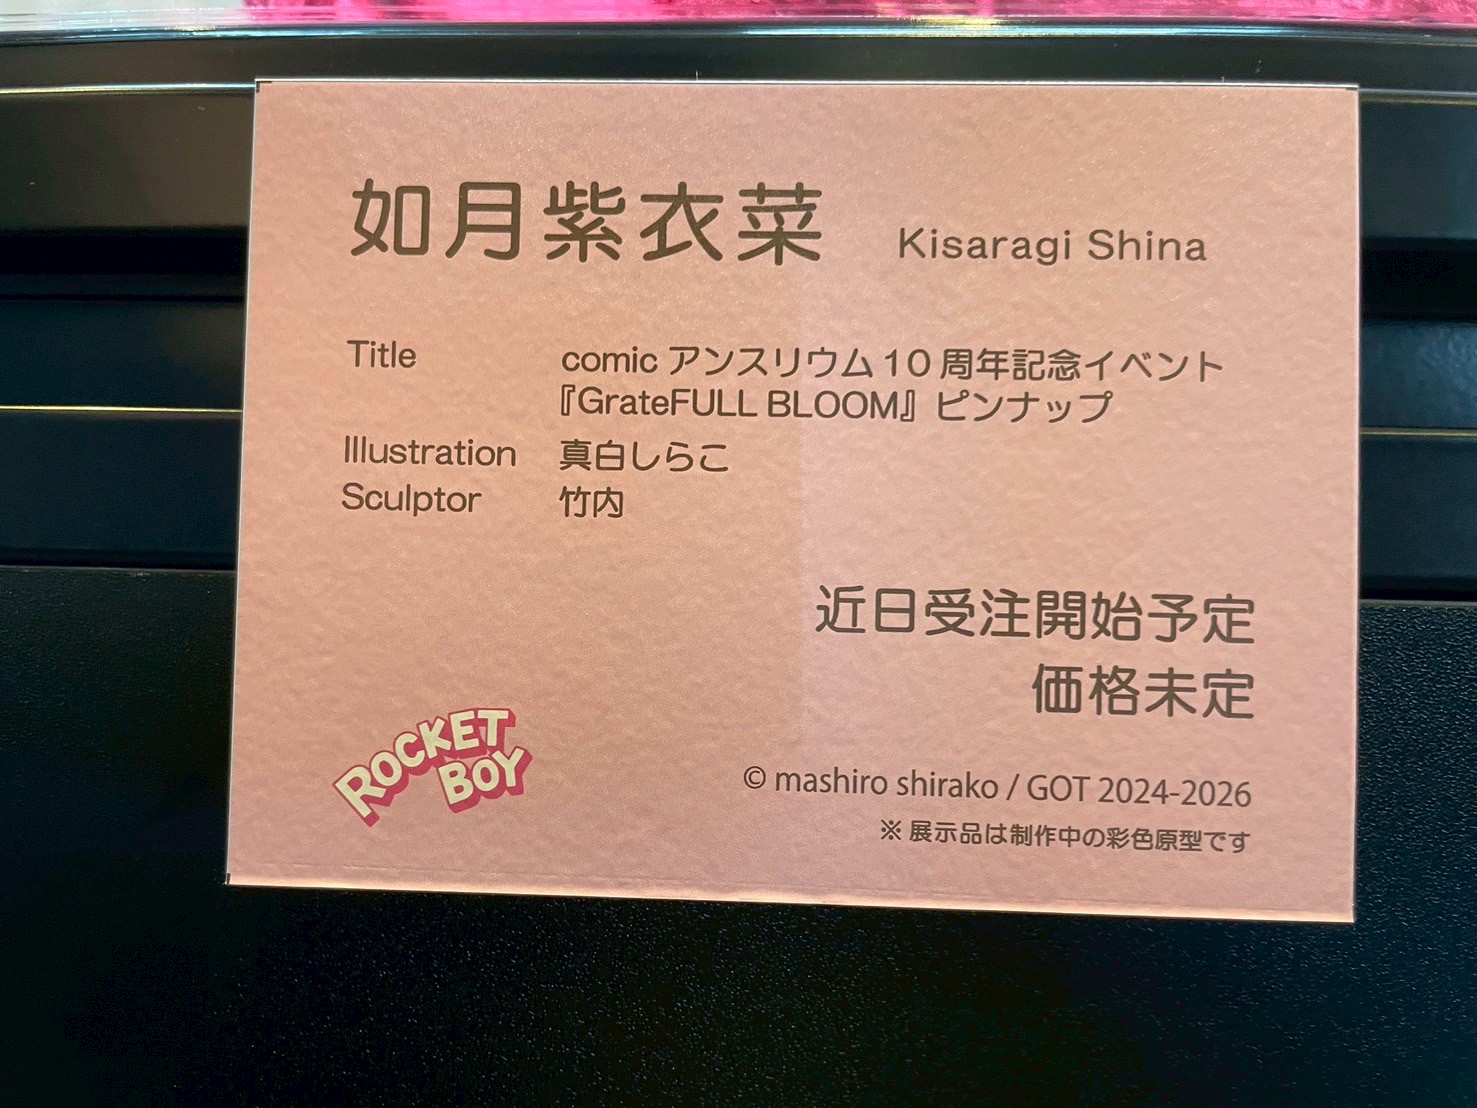 如月紫衣菜 Kisaragi Shina
Title comic アンスリウム10周年記念イベント
『GrateFULL BLOOM』ピンナップ
Illustration 真白しらこ
Sculptor 竹内
近日受注開始予定
価格未定
ROCKET
BOY
© mashiro shirako / GOT 2024-2026
※展示品は制作中の彩色原型です